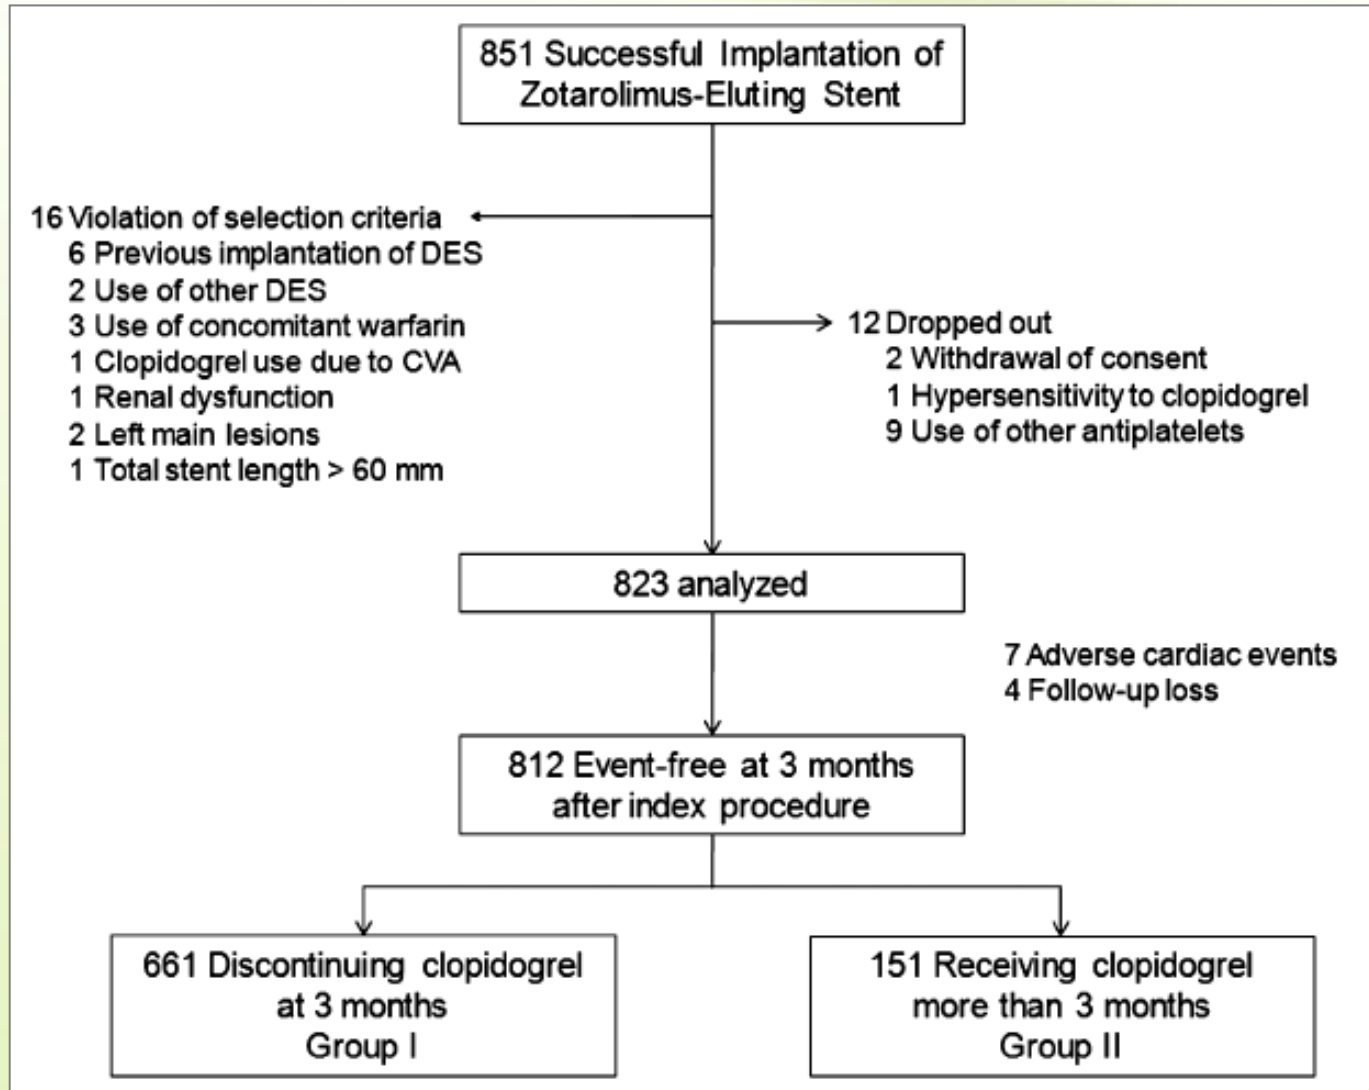 851 Successful Implantation of
Zotarolimus-Eluting Stent
16 Violation of selection criteria
6 Previous implantation of DES
2 Use of other DES
3 Use of concomitant warfarin
1 Clopidogrel use due to CVA
1 Renal dysfunction
2 Left main lesions
1 Total stent length > 60 mm
12 Dropped out
2 Withdrawal of consent
1 Hypersensitivity to clopidogrel
9 Use of other antiplatelets
823 analyzed
7 Adverse cardiac events
4 Follow-up loss
812 Event-free at 3 months
after index procedure
661 Discontinuing clopidogrel
at 3 months
Group I
151 Receiving clopidogrel
more than 3 months
Group II